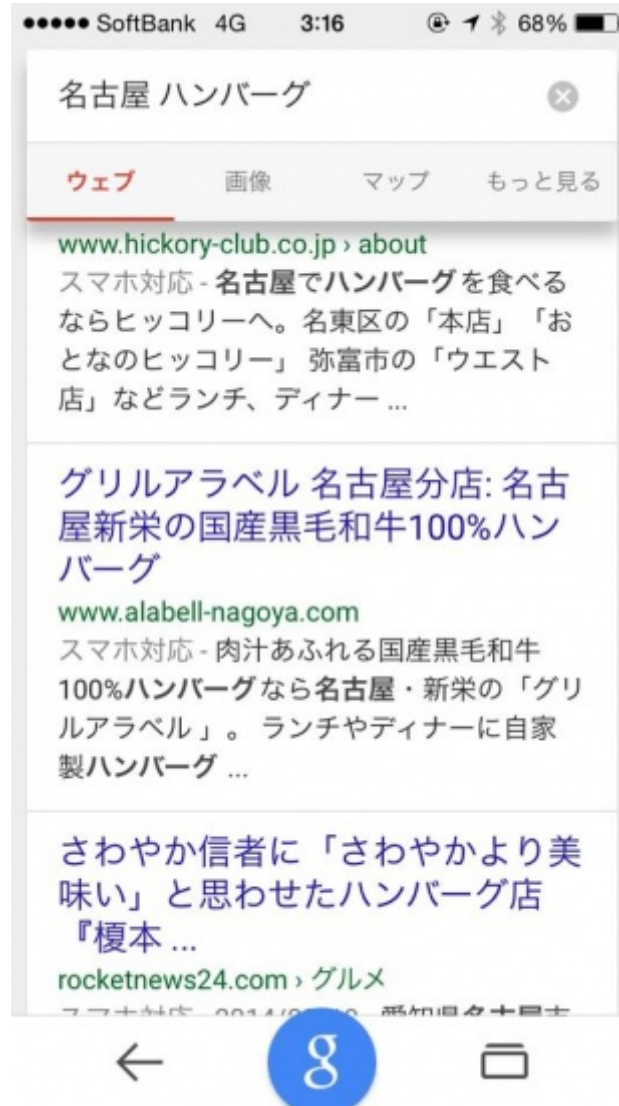 SoftBank 4G 3:16 68%
名古屋 ハンバーグ
ウェブ 画像 マップ もっと見る
www.hickory-club.co.jp › about
スマホ対応 - 名古屋でハンバーグを食べる
ならヒッコリーへ。名東区の「本店」「お
となのヒッコリー」 弥富市の「ウエスト
店」などランチ、ディナー ...
グリルアラベル 名古屋分店: 名古
屋新栄の国産黒毛和牛100%ハン
バーグ
www.alabell-nagoya.com
スマホ対応 - 肉汁あふれる国産黒毛和牛
100%ハンバーグなら名古屋・新栄の「グリ
ルアラベル 」。 ランチやディナーに自家
製ハンバーグ ...
さわやか信者に「さわやかより美
味い」と思わせたハンバーグ店
『榎本 ...
rocketnews24.com › グルメ
g